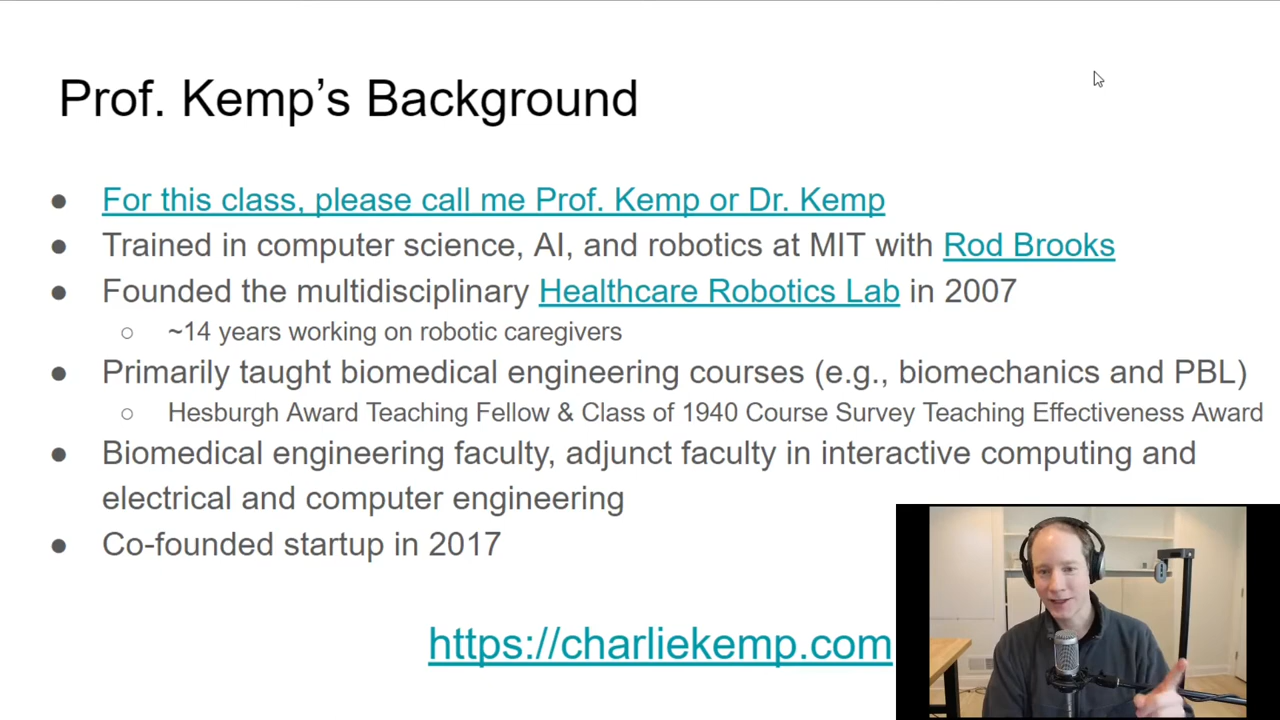 Prof. Kemp’s Background
● For this class, please call me Prof. Kemp or Dr. Kemp
● Trained in computer science, AI, and robotics at MIT with Rod Brooks
● Founded the multidisciplinary Healthcare Robotics Lab in 2007
○ ~14 years working on robotic caregivers
● Primarily taught biomedical engineering courses (e.g., biomechanics and PBL)
○ Hesburgh Award Teaching Fellow & Class of 1940 Course Survey Teaching Effectiveness Award
● Biomedical engineering faculty, adjunct faculty in interactive computing and
electrical and computer engineering
● Co-founded startup in 2017
https://charliekemp.com